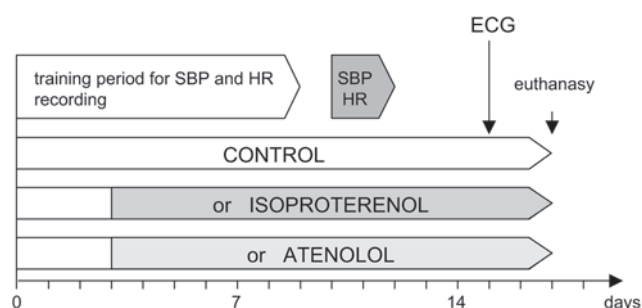 ECG
training period for SBP and HR
recording
SBP
HR
euthanasy
CONTROL
or ISOPROTERENOL
or ATENOLOL
0 7 14 days